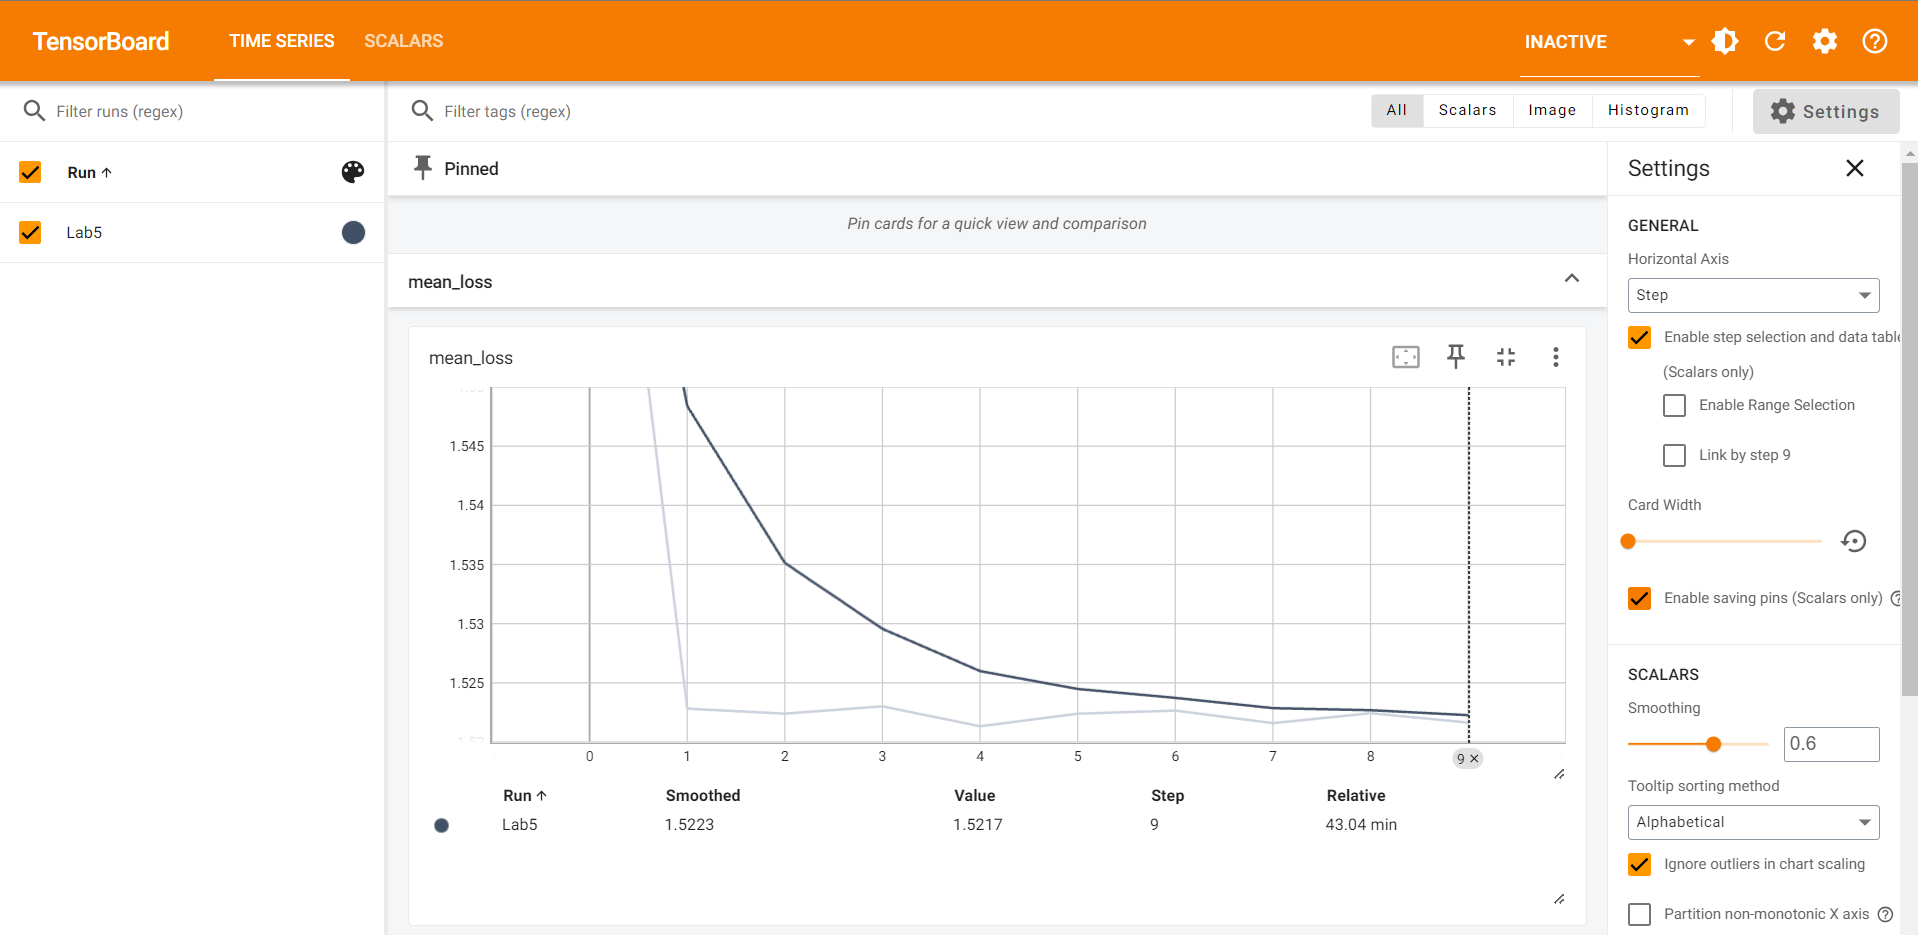 TensorBoard TIME SERIES SCALARS INACTIVE
Filter runs (regex)
Run
Lab5
Filter tags (regex) All Scalars Image Histogram Settings
Pinned
Pin cards for a quick view and comparison
mean_loss
mean_loss
1.545
1.54
1.535
1.53
1.525
0 1 2 3 4 5 6 7 8 9
Run Smoothed Value Step Relative
Lab5 1.5223 1.5217 9 43.04 min
Settings
GENERAL
Horizontal Axis
Step
Enable step selection and data table
(Scalars only)
Enable Range Selection
Link by step 9
Card Width
Enable saving pins (Scalars only)
SCALARS
Smoothing
0.6
Tooltip sorting method
Alphabetical
Ignore outliers in chart scaling
Partition non-monotonic X axis